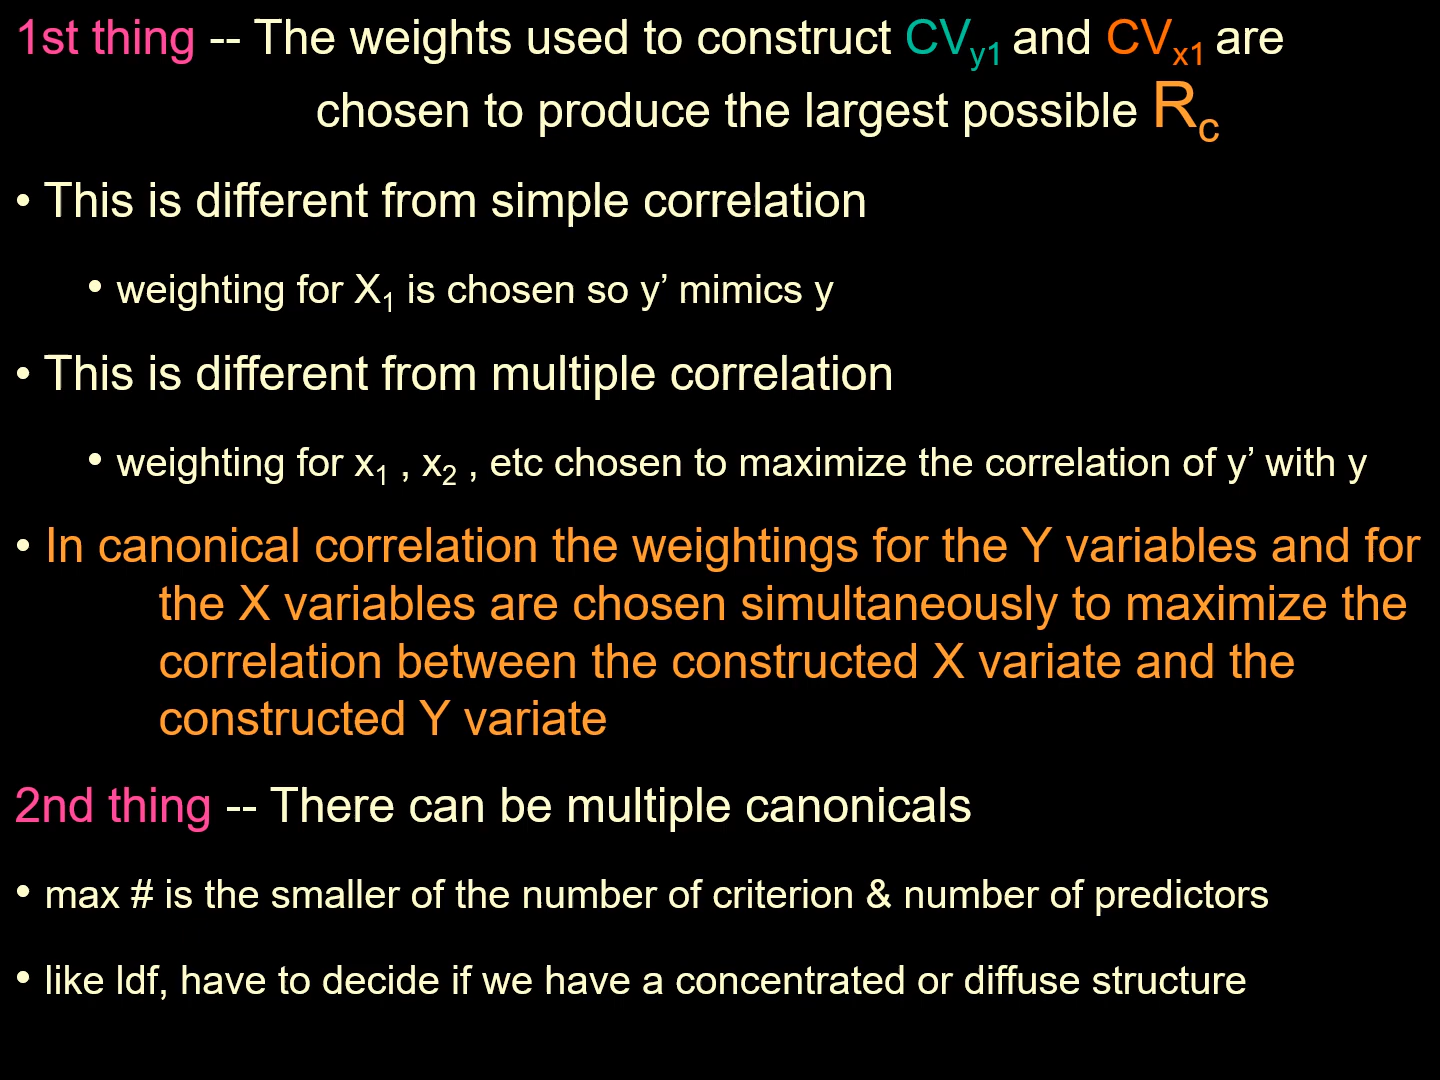 1st thing -- The weights used to construct CVy1 and CVx1 are
chosen to produce the largest possible Rc
• This is different from simple correlation
• weighting for X1 is chosen so y’ mimics y
• This is different from multiple correlation
• weighting for x1 , x2 , etc chosen to maximize the correlation of y’ with y
• In canonical correlation the weightings for the Y variables and for
the X variables are chosen simultaneously to maximize the
correlation between the constructed X variate and the
constructed Y variate
2nd thing -- There can be multiple canonicals
• max # is the smaller of the number of criterion & number of predictors
• like ldf, have to decide if we have a concentrated or diffuse structure